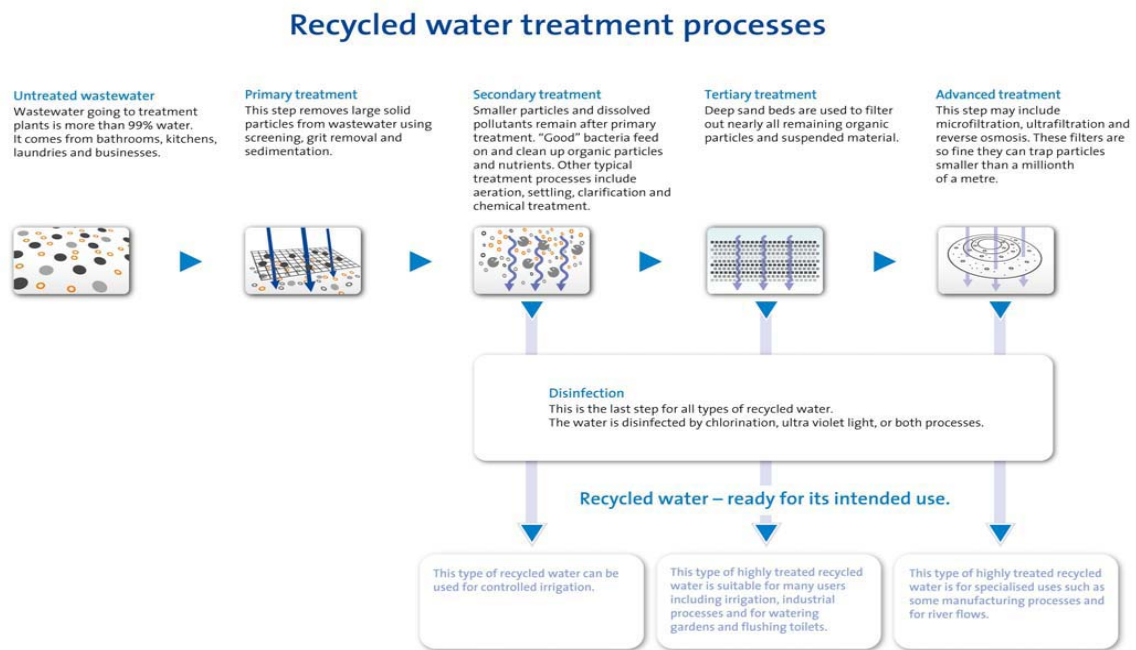 Recycled water treatment processes
Untreated wastewater
Wastewater going to treatment
plants is more than 99% water.
It comes from bathrooms, kitchens,
laundries and businesses.
Primary treatment
This step removes large solid
particles from wastewater using
screening, grit removal and
sedimentation.
Secondary treatment
Smaller particles and dissolved
pollutants remain after primary
treatment. “Good” bacteria feed
on and clean up organic particles
and nutrients. Other typical
treatment processes include
aeration, settling, clarification and
chemical treatment.
Tertiary treatment
Deep sand beds are used to filter
out nearly all remaining organic
particles and suspended material.
Advanced treatment
This step may include
microfiltration, ultrafiltration and
reverse osmosis. These filters are
so fine they can trap particles
smaller than a millionth
of a metre.
Disinfection
This is the last step for all types of recycled water.
The water is disinfected by chlorination, ultra violet light, or both processes.
Recycled water – ready for its intended use.
This type of recycled water can be
used for controlled irrigation.
This type of highly treated recycled
water is suitable for many users
including irrigation, industrial
processes and for watering
gardens and flushing toilets.
This type of highly treated recycled
water is for specialised uses such as
some manufacturing processes and
for river flows.